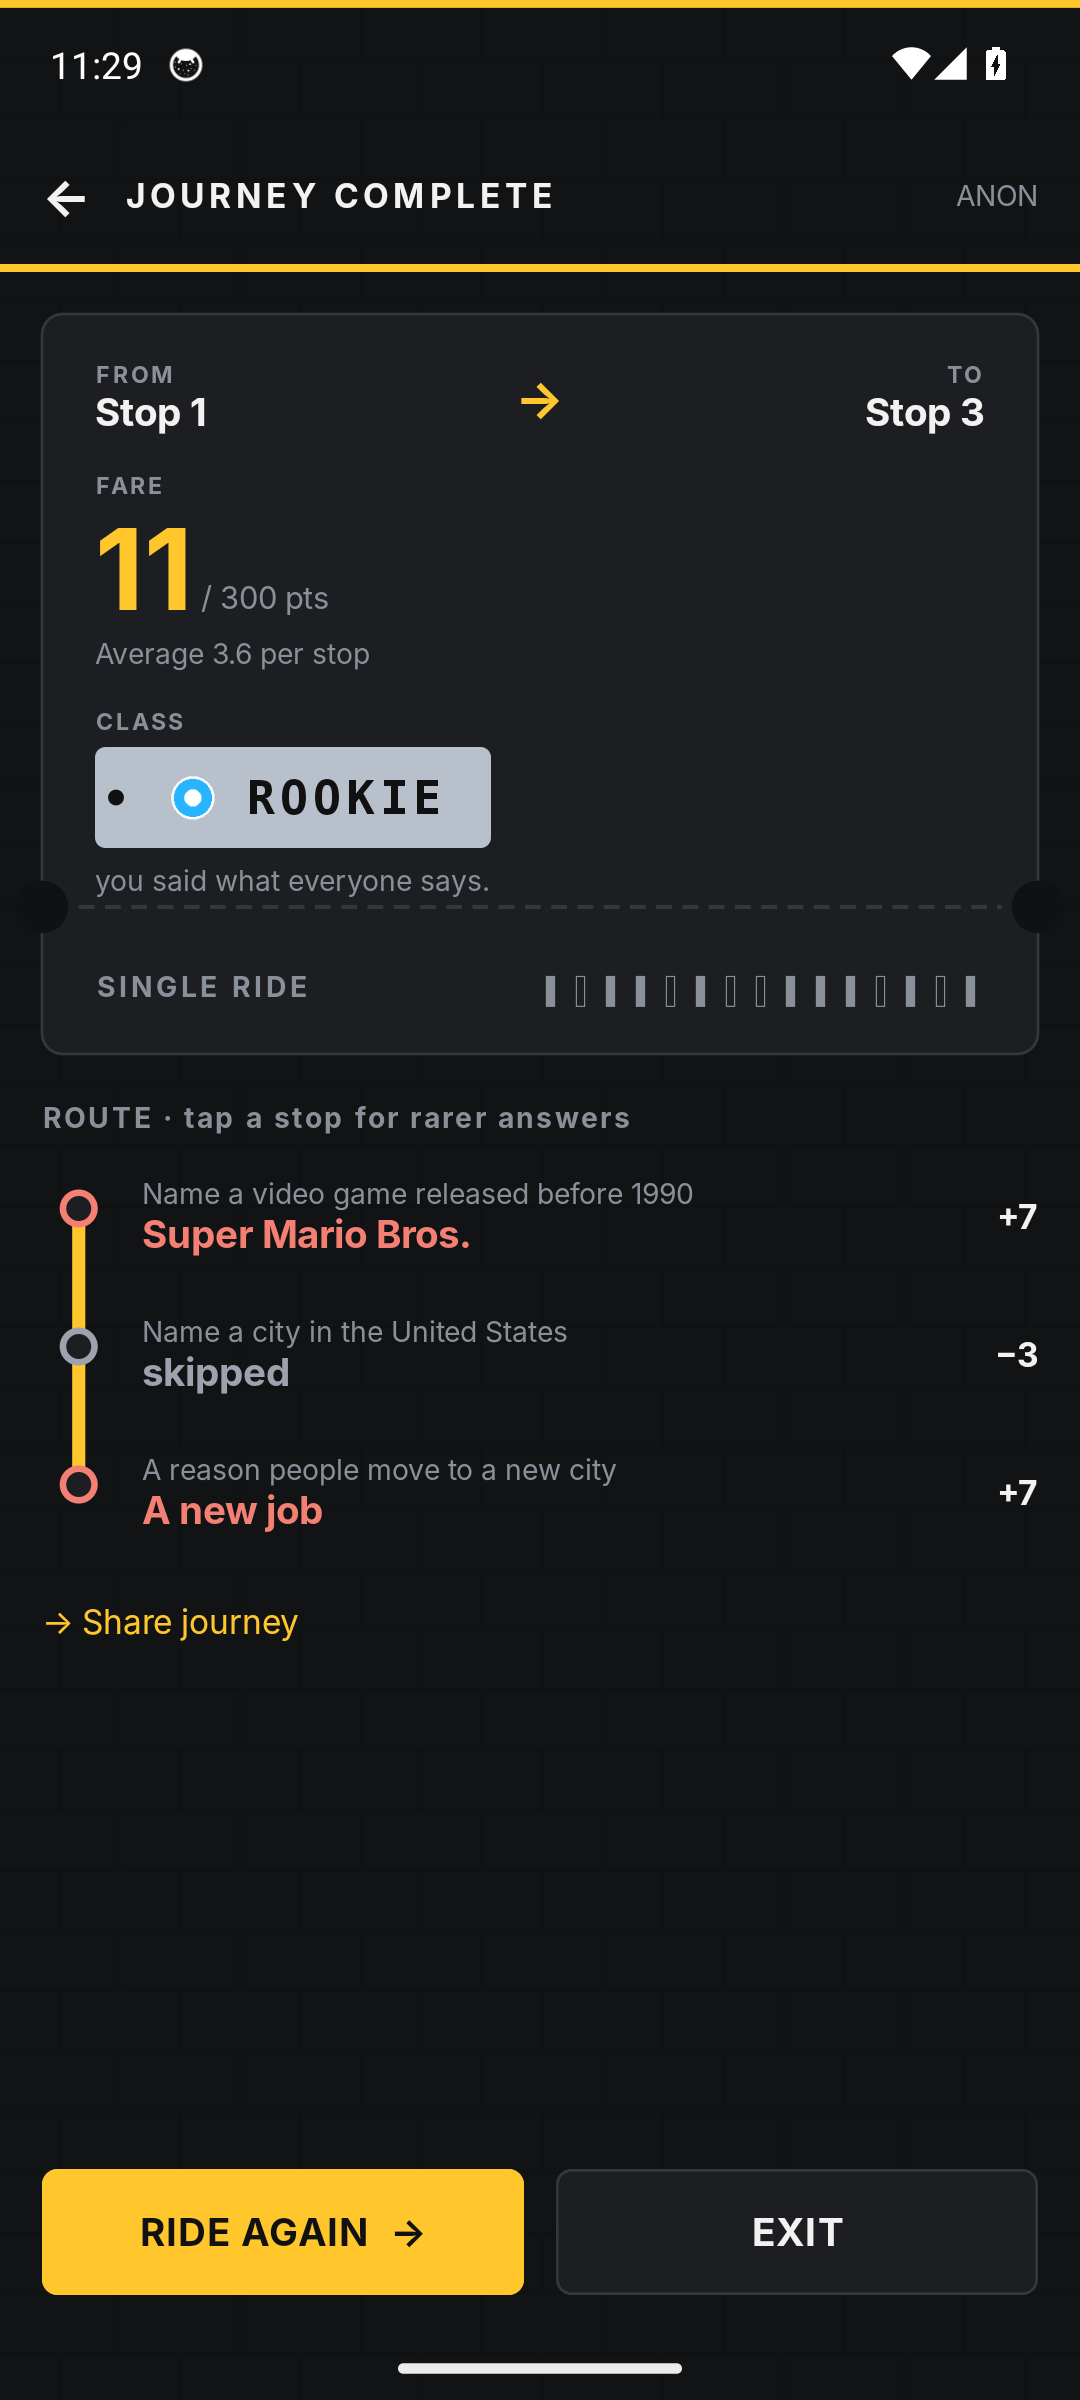 11:29
JOURNEY COMPLETE
ANON
FROM
TO
Stop 1
→
Stop 3
FARE
11 / 300 pts
Average 3.6 per stop
CLASS
• ROOKIE
you said what everyone says.
SINGLE RIDE
ROUTE · tap a stop for rarer answers
Name a video game released before 1990
Super Mario Bros.
+7
Name a city in the United States
skipped
−3
A reason people move to a new city
A new job
+7
→ Share journey
RIDE AGAIN →
EXIT